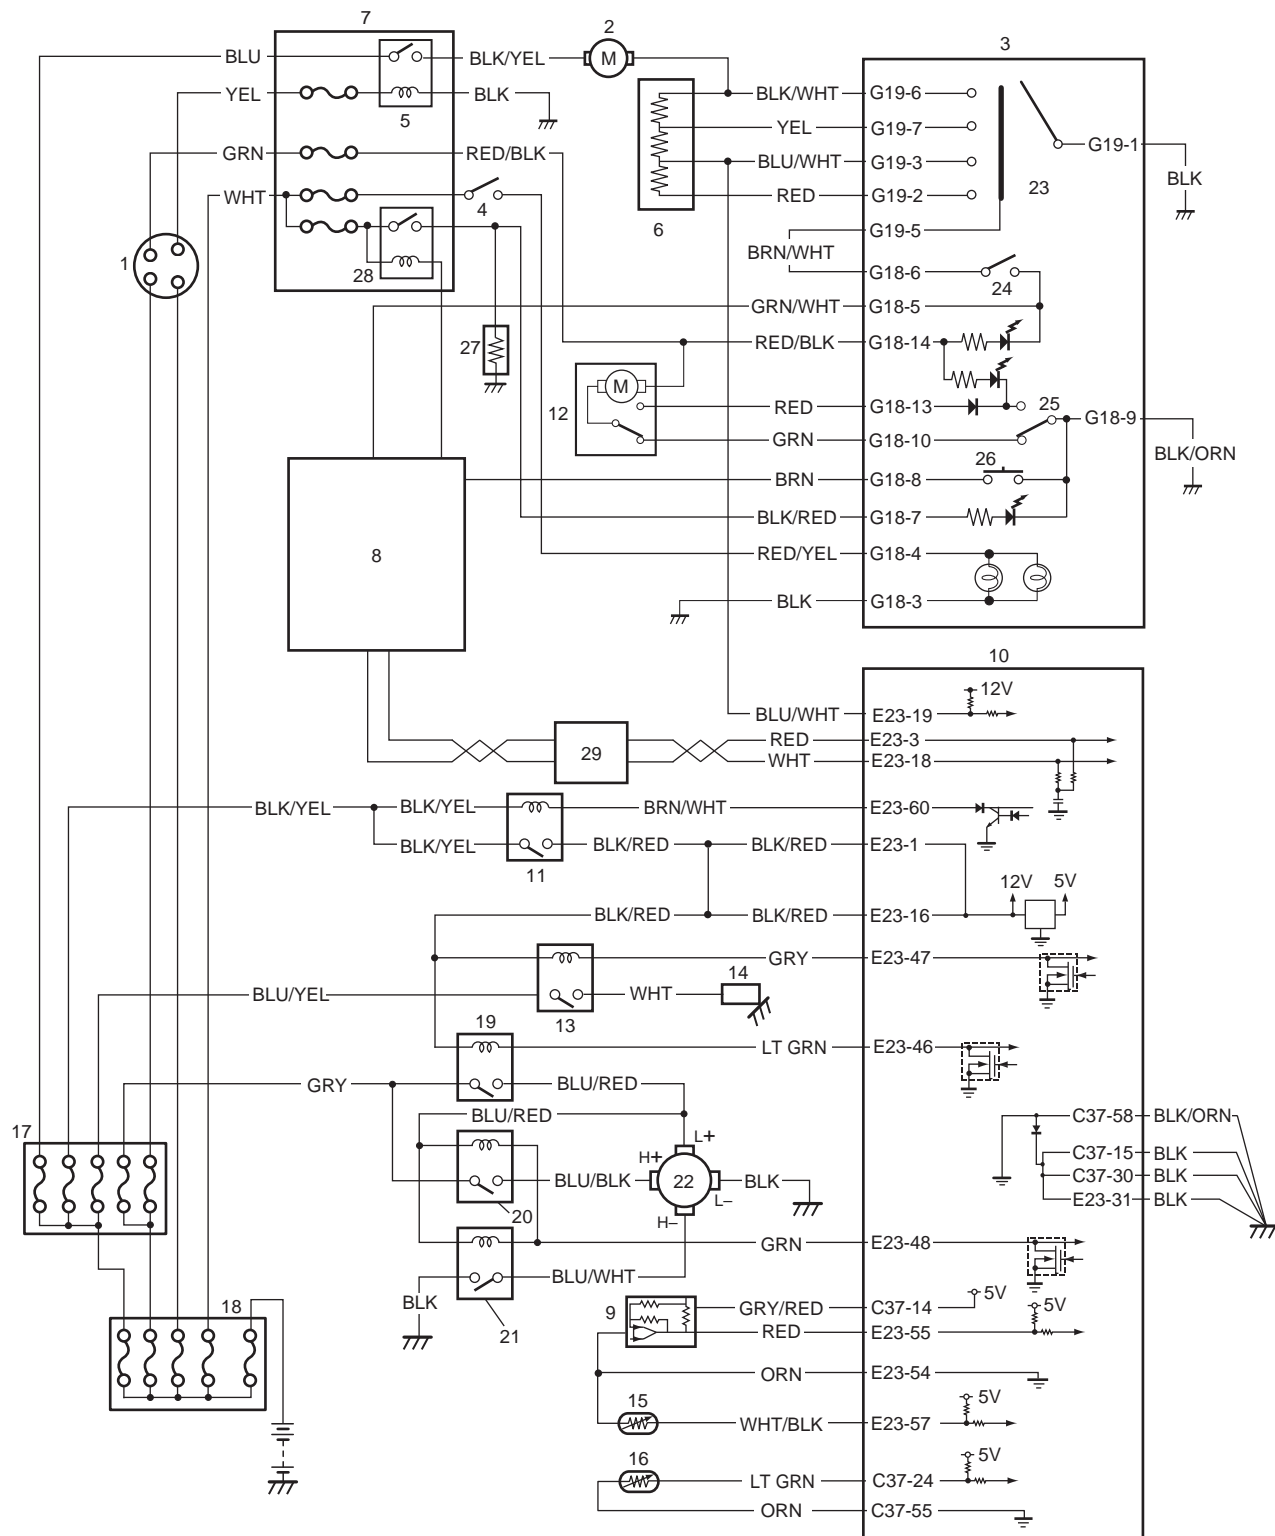 7
2
3
BLU
BLK/YEL
M
YEL
BLK
5
BLK/WHT
G19-6
YEL
G19-7
G19-1
GRN
RED/BLK
BLU/WHT
G19-3
BLK
WHT
4
RED
G19-2
23
6
G19-5
BRN/WHT
1
28
G18-6
24
GRN/WHT
G18-5
27
RED/BLK
G18-14
M
12
RED
G18-13
25
G18-9
GRN
G18-10
BLK/ORN
26
BRN
G18-8
BLK/RED
G18-7
8
RED/YEL
G18-4
BLK
G18-3
10
12V
BLU/WHT
E23-19
RED
E23-3
29
WHT
E23-18
BLK/YEL
BLK/YEL
BRN/WHT
E23-60
BLK/YEL
BLK/RED
BLK/RED
E23-1
11
12V
5V
BLK/RED
BLK/RED
E23-16
GRY
E23-47
14
BLU/YEL
WHT
13
19
LT GRN
E23-46
GRY
BLU/RED
BLU/RED
C37-58
BLK/ORN
17
L+
H+
C37-15
BLK
BLU/BLK
22
BLK
C37-30
BLK
L–
E23-31
BLK
20
H–
GRN
E23-48
BLU/WHT
BLK
21
18
9
GRY/RED
C37-14
5V
5V
RED
E23-55
ORN
E23-54
15
5V
WHT/BLK
E23-57
16
5V
LT GRN
C37-24
ORN
C37-55